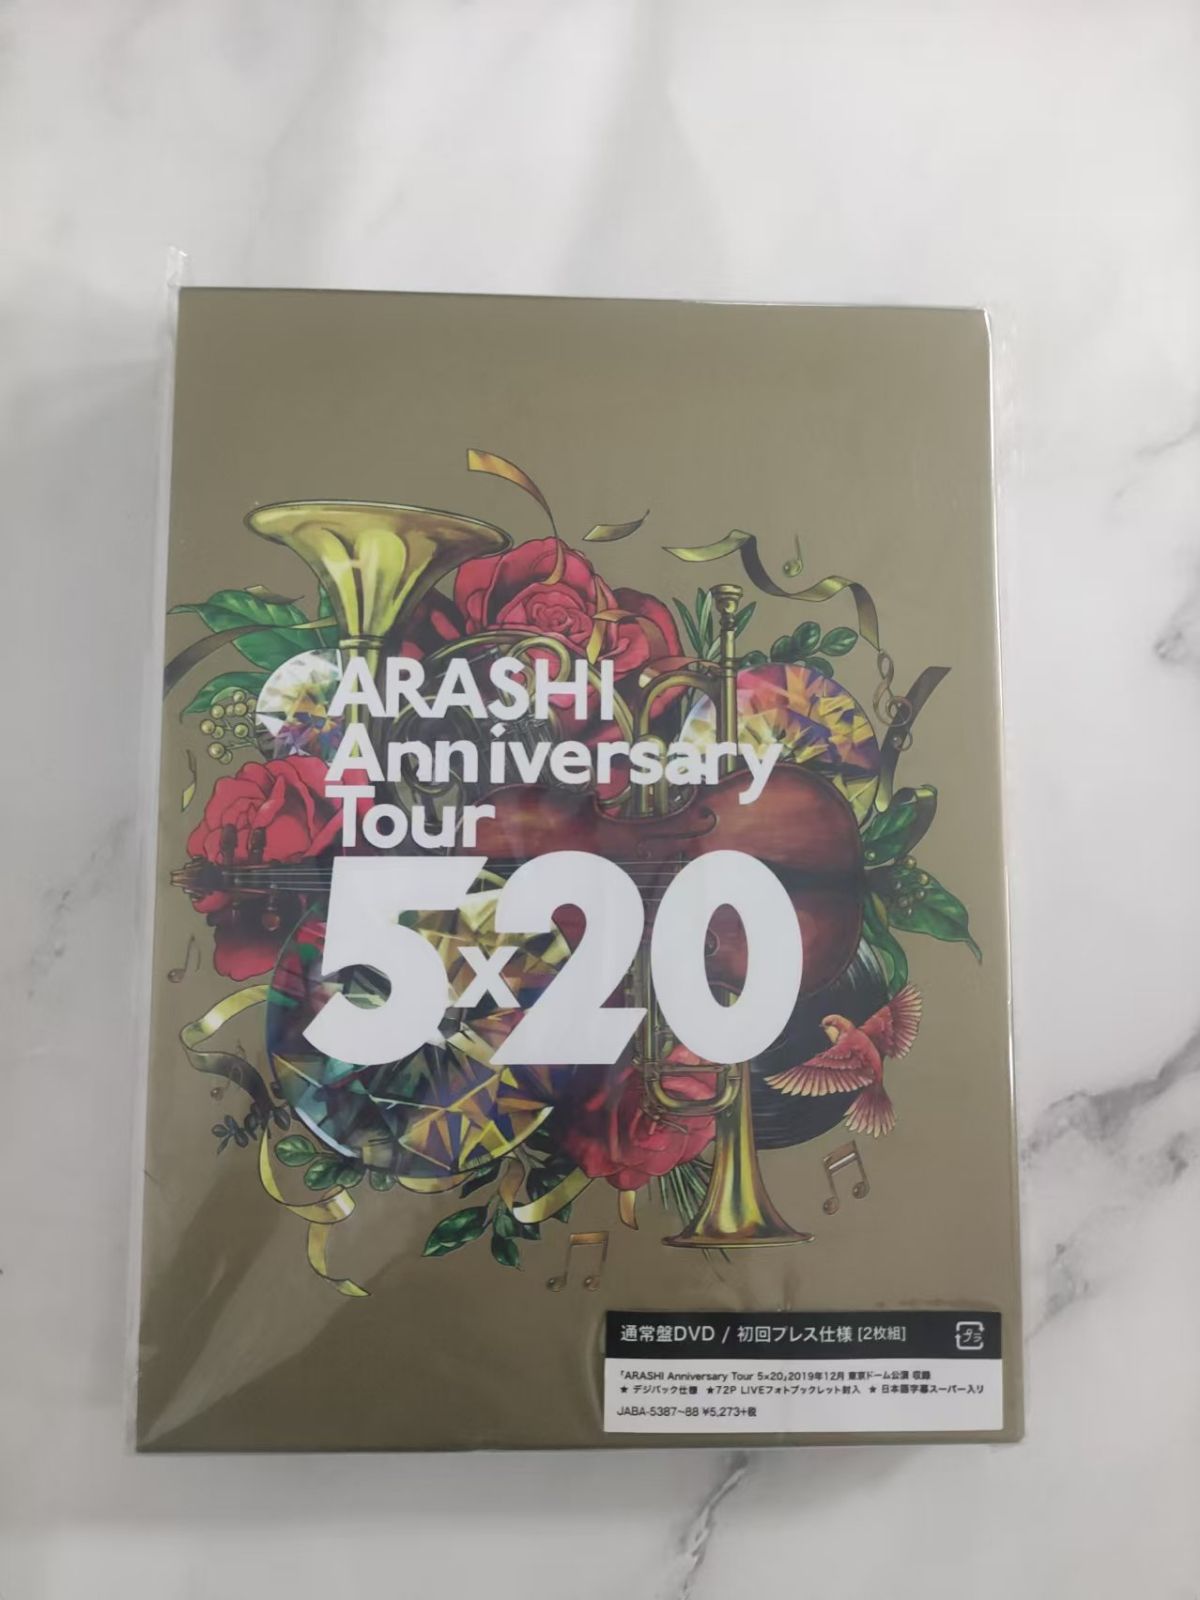 ARASHI
Anniversary
Tour
5×20
通常盤DVD / 初回プレス仕様 [2枚組]
プラ
「ARASHI Anniversary Tour 5×20」2019年12月 東京ドーム公演 収録
★ デジパック仕様 ★72P LIVEフォトブックレット封入 ★ 日本語字幕スーパー入り
JABA-5387~88 ¥5,273+税